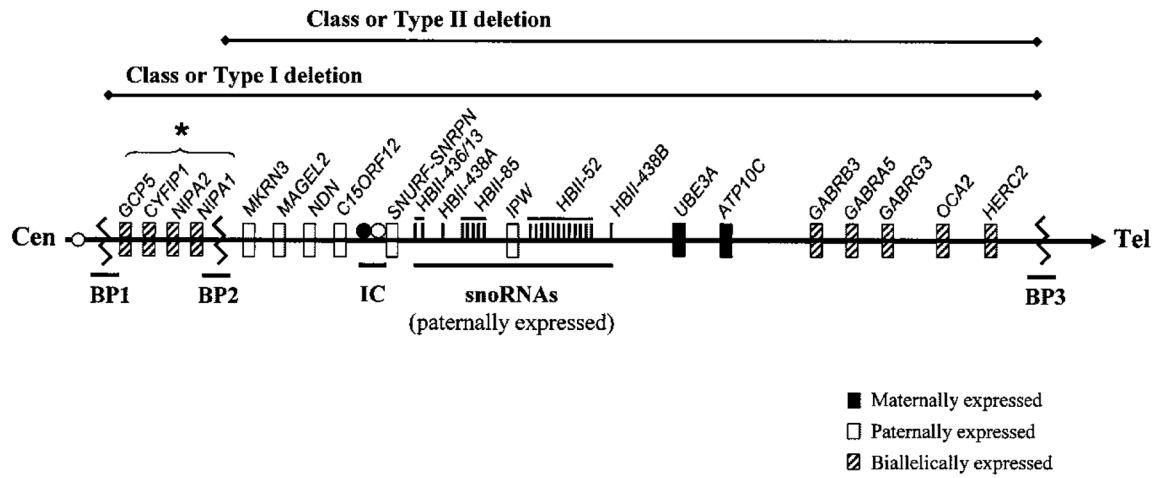 Class or Type II deletion
Class or Type I deletion
*
GCP5
CYFIP1
NIPA2
NIPA1
MKRN3
MAGEL2
NDN
C15ORF12
SNURF-SNRPN
HBII-436/13
HBII-438A
HBII-85
IPW
HBII-52
HBII-438B
UBE3A
ATP10C
GABRB3
GABRA5
GABRG3
OCA2
HERC2
Cen
Tel
BP1
BP2
IC
snoRNAs
BP3
(paternally expressed)
Maternally expressed
Paternally expressed
Biallelically expressed